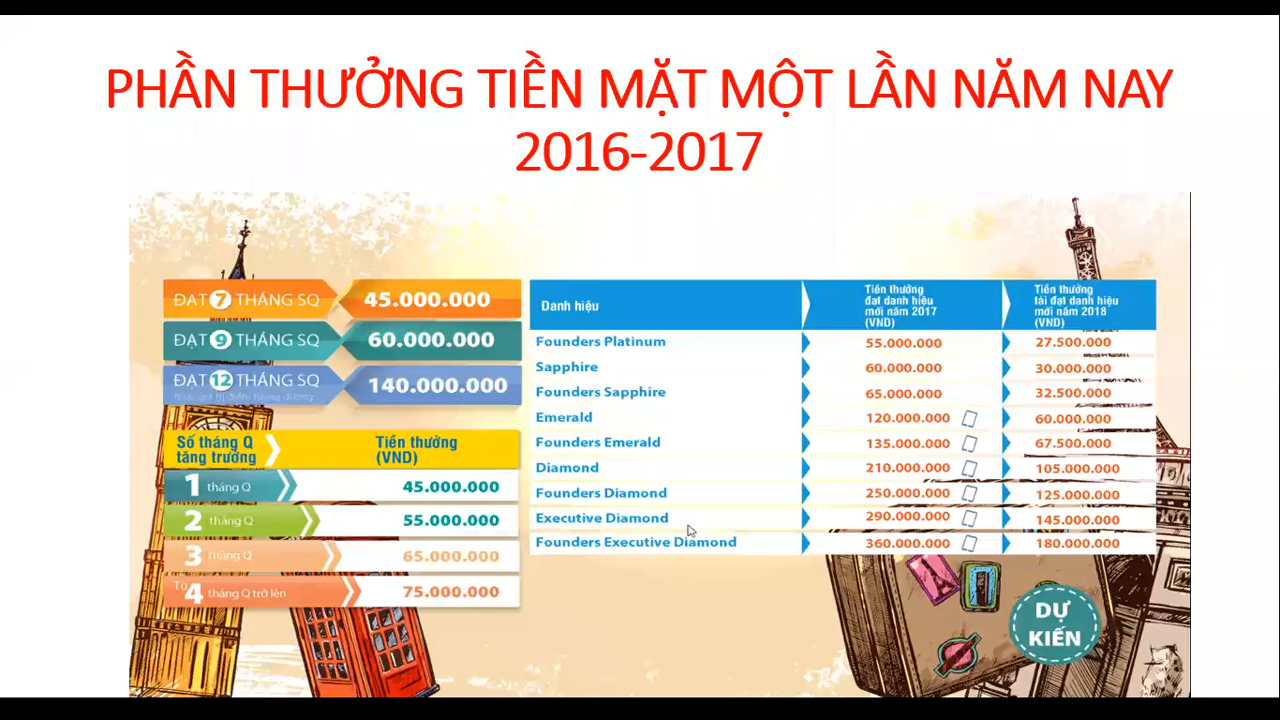 PHẦN THƯỞNG TIỀN MẶT MỘT LẦN NĂM NAY
2016-2017
ĐẠT 7 THÁNG SQ 45.000.000
ĐẠT 9 THÁNG SQ 60.000.000
ĐẠT 12 THÁNG SQ 140.000.000
Số tháng Q
tăng trưởng
Tiền thưởng
(VND)
1 tháng Q 45.000.000
2 tháng Q 55.000.000
3 tháng Q 65.000.000
Từ 4 tháng Q trở lên 75.000.000
Danh hiệu
Tiền thưởng
đạt danh hiệu
mới năm 2017
(VND)
Tiền thưởng
tái đạt danh hiệu
mới năm 2018
(VND)
Founders Platinum 55.000.000 27.500.000
Sapphire 60.000.000 30.000.000
Founders Sapphire 65.000.000 32.500.000
Emerald 120.000.000 60.000.000
Founders Emerald 135.000.000 67.500.000
Diamond 210.000.000 105.000.000
Founders Diamond 250.000.000 125.000.000
Executive Diamond 290.000.000 145.000.000
Founders Executive Diamond 360.000.000 180.000.000
DỰ
KIẾN